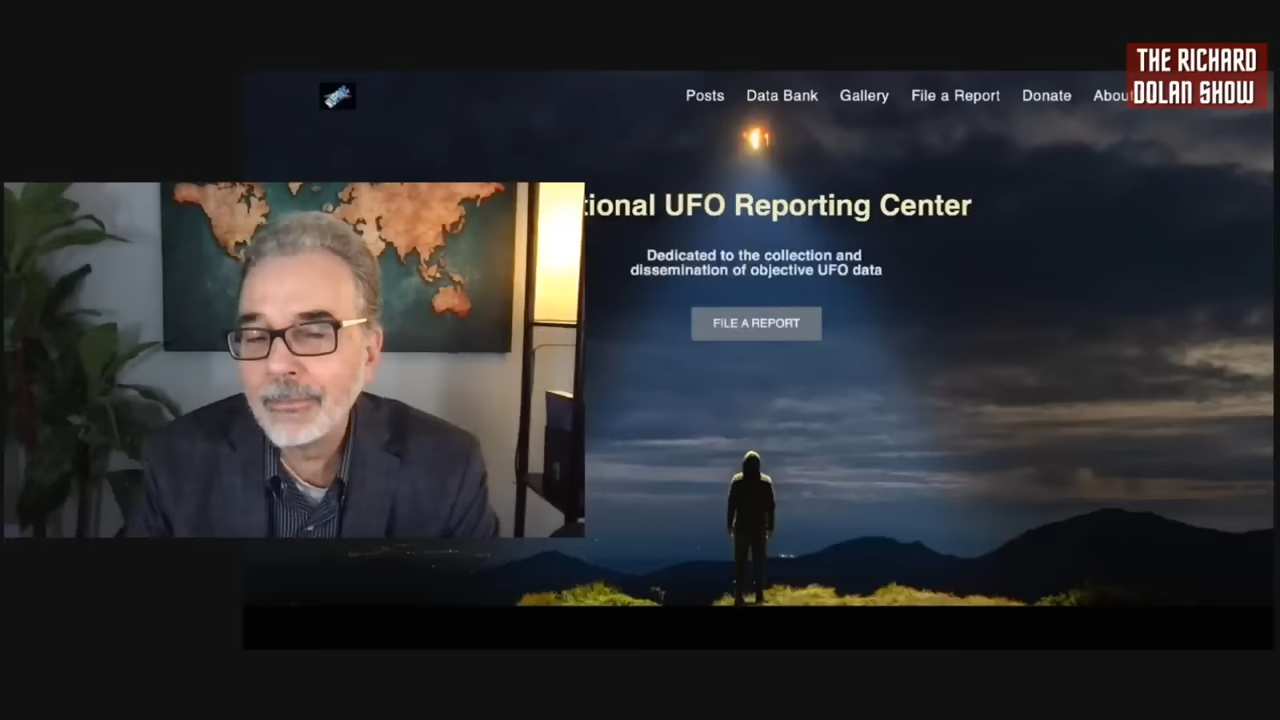 THE RICHARD
DOLAN SHOW
Posts Data Bank Gallery File a Report Donate About
tional UFO Reporting Center
Dedicated to the collection and
dissemination of objective UFO data
FILE A REPORT